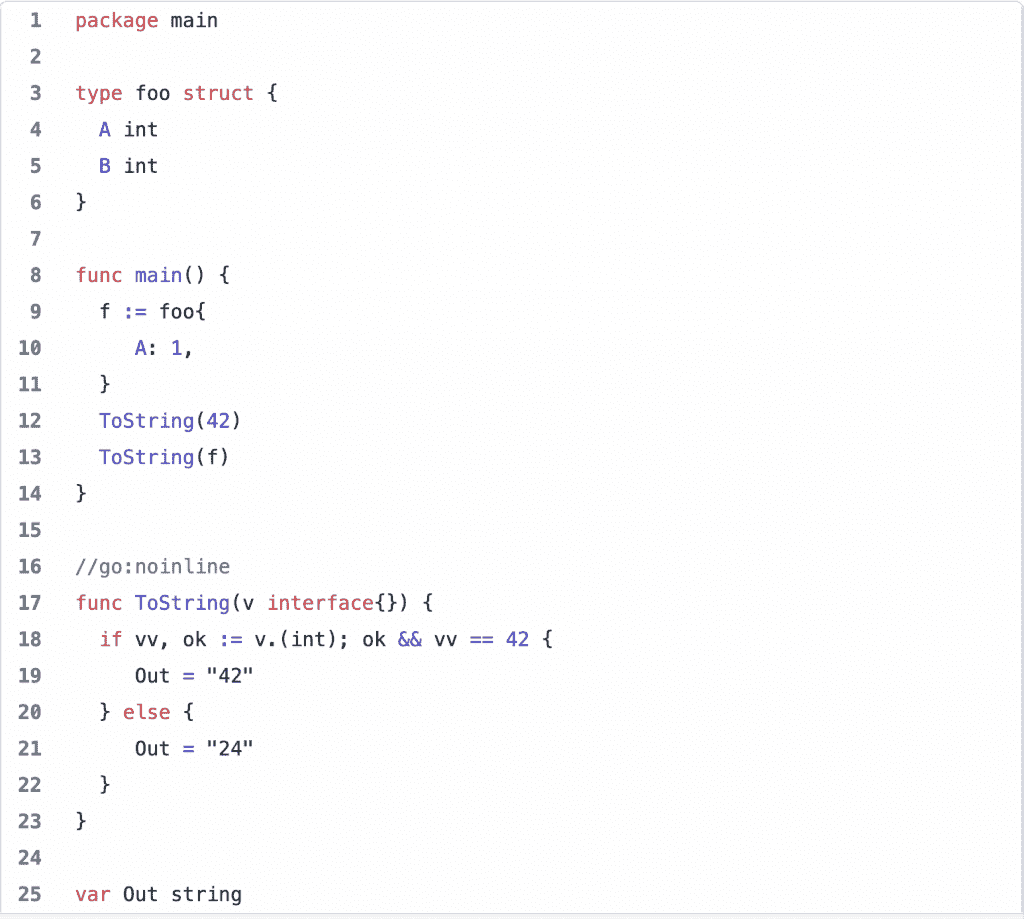 1 package main
2
3 type foo struct {
4   A int
5   B int
6 }
7
8 func main() {
9   f := foo{
10      A: 1,
11   }
12   ToString(42)
13   ToString(f)
14 }
15
16 //go:noinline
17 func ToString(v interface{}) {
18   if vv, ok := v.(int); ok && vv == 42 {
19      Out = "42"
20   } else {
21      Out = "24"
22   }
23 }
24
25 var Out string